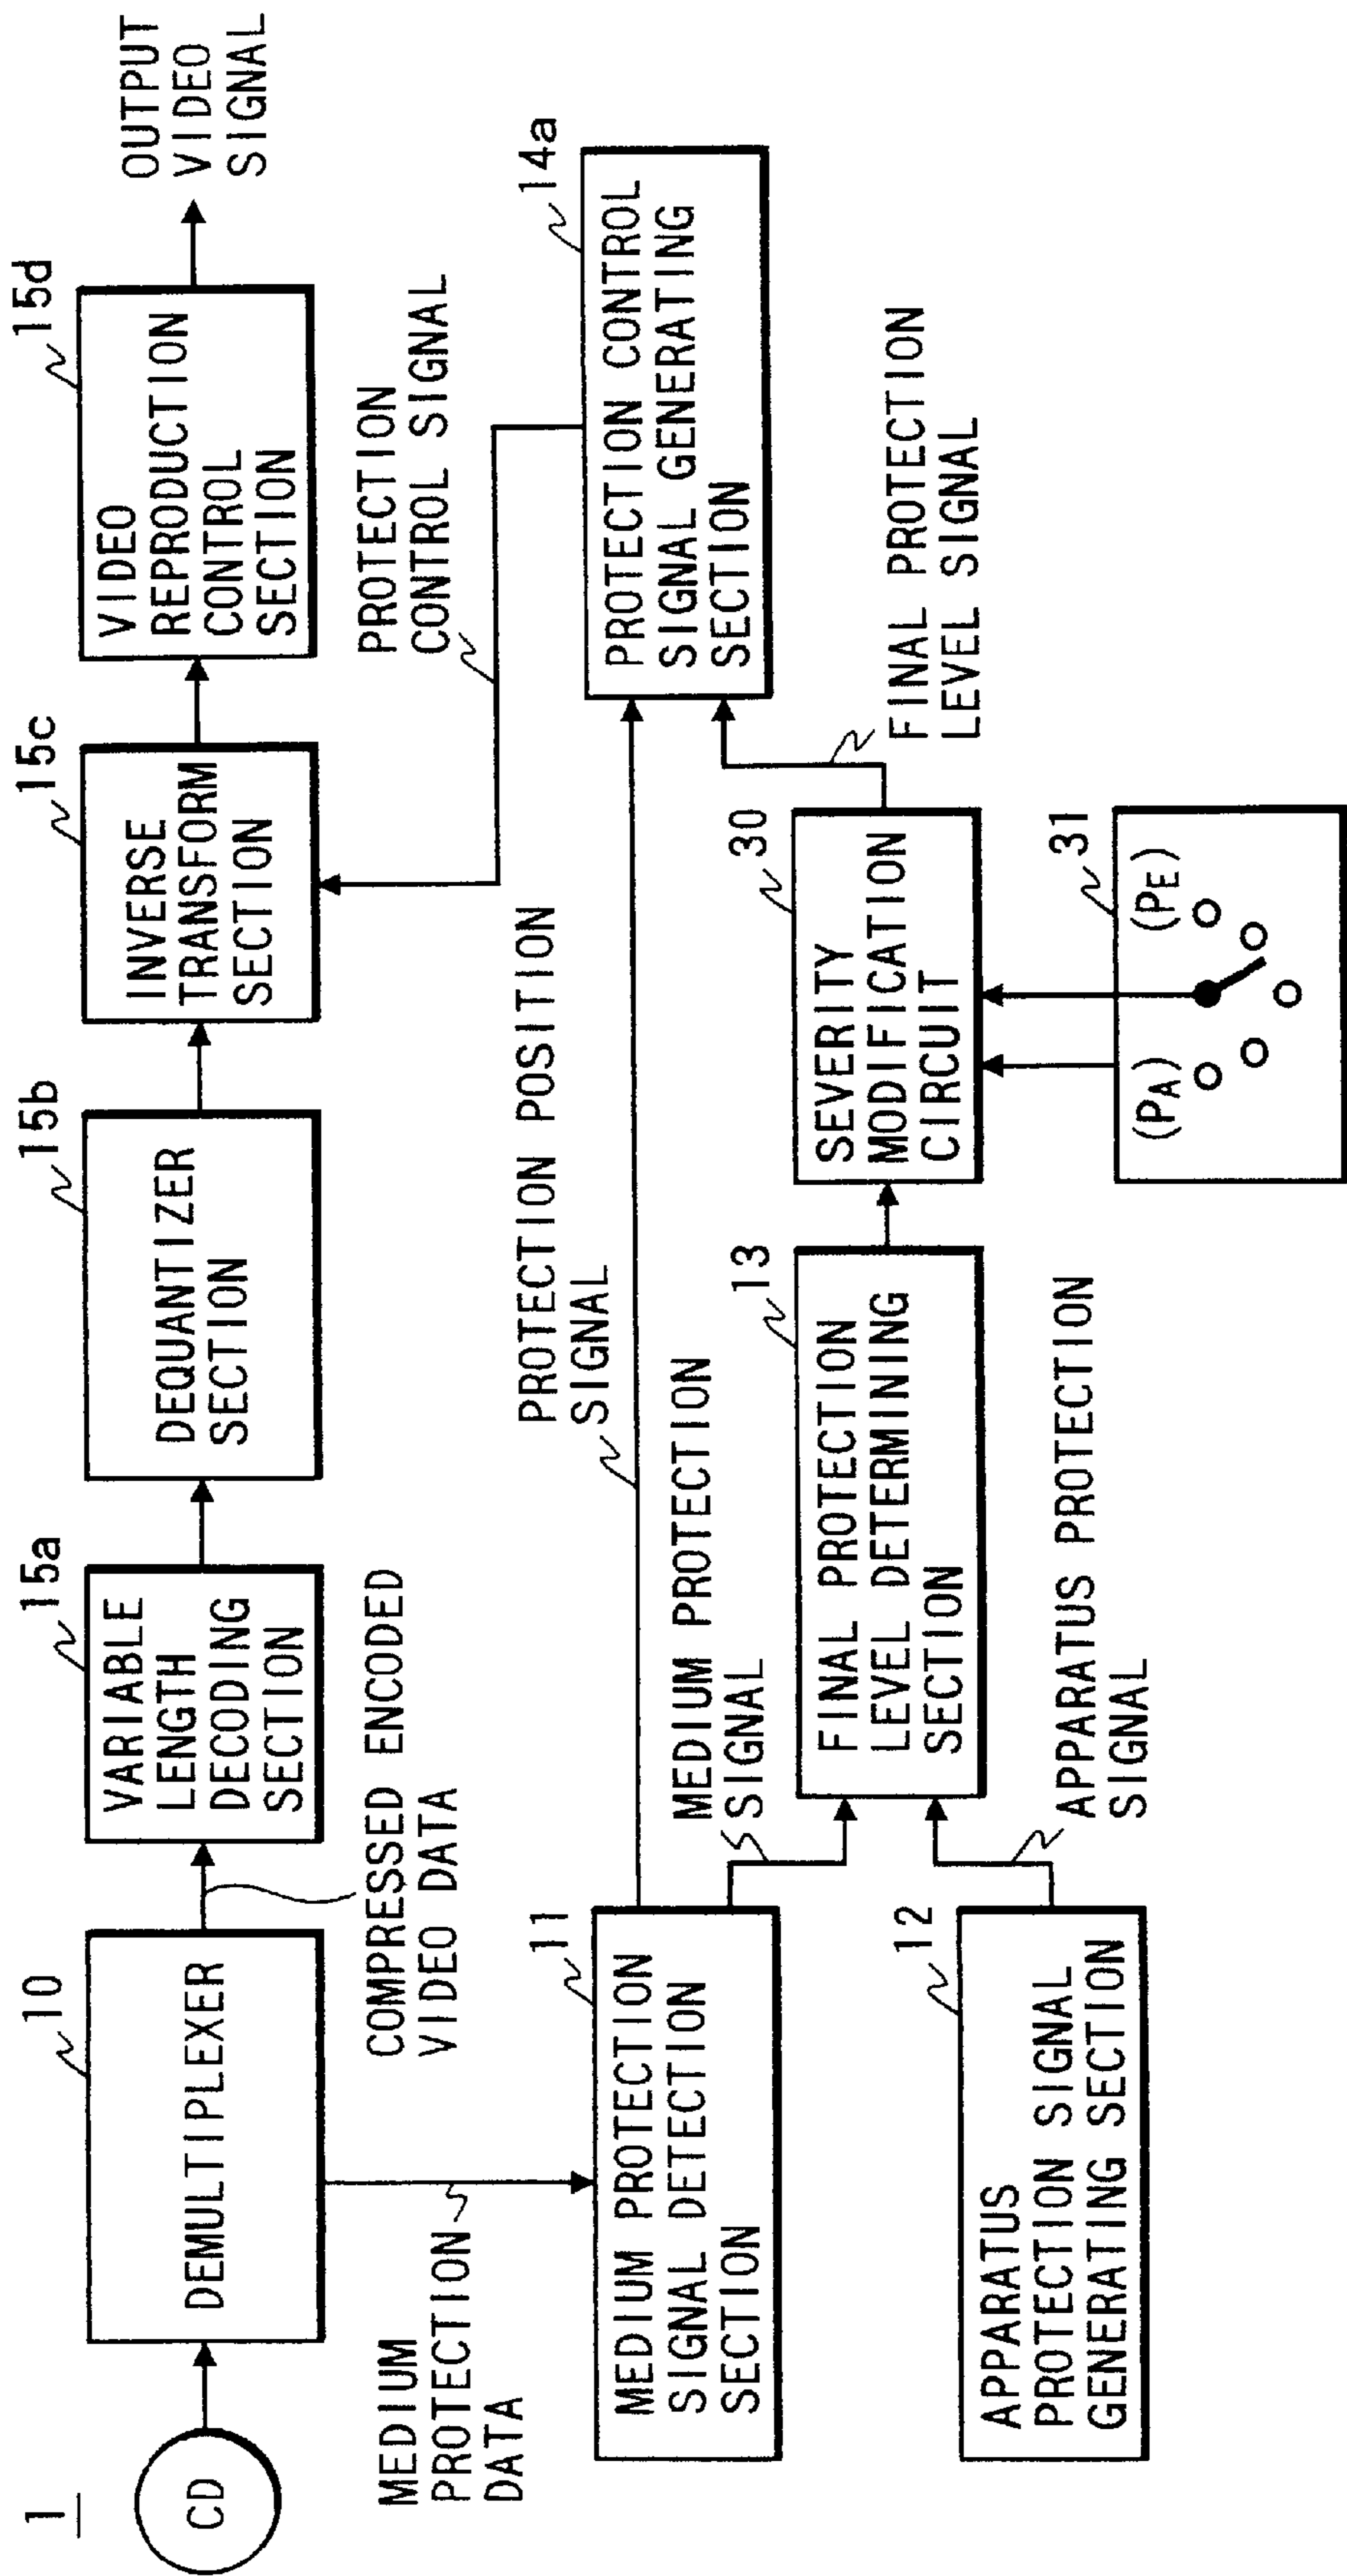 1
CD
10
DEMULTIPLEXER
COMPRESSED ENCODED
VIDEO DATA
15a
VARIABLE
LENGTH
DECODING
SECTION
15b
DEQUANTIZER
SECTION
15c
INVERSE
TRANSFORM
SECTION
15d
VIDEO
REPRODUCTION
CONTROL
SECTION
OUTPUT
VIDEO
SIGNAL
MEDIUM
PROTECTION
DATA
PROTECTION
CONTROL SIGNAL
11
MEDIUM PROTECTION
SIGNAL DETECTION
SECTION
PROTECTION POSITION
SIGNAL
14a
PROTECTION CONTROL
SIGNAL GENERATING
SECTION
MEDIUM PROTECTION
SIGNAL
13
FINAL PROTECTION
LEVEL DETERMINING
SECTION
30
SEVERITY
MODIFICATION
CIRCUIT
FINAL PROTECTION
LEVEL SIGNAL
12
APPARATUS
PROTECTION SIGNAL
GENERATING SECTION
APPARATUS PROTECTION
SIGNAL
31
(PA)
(PE)